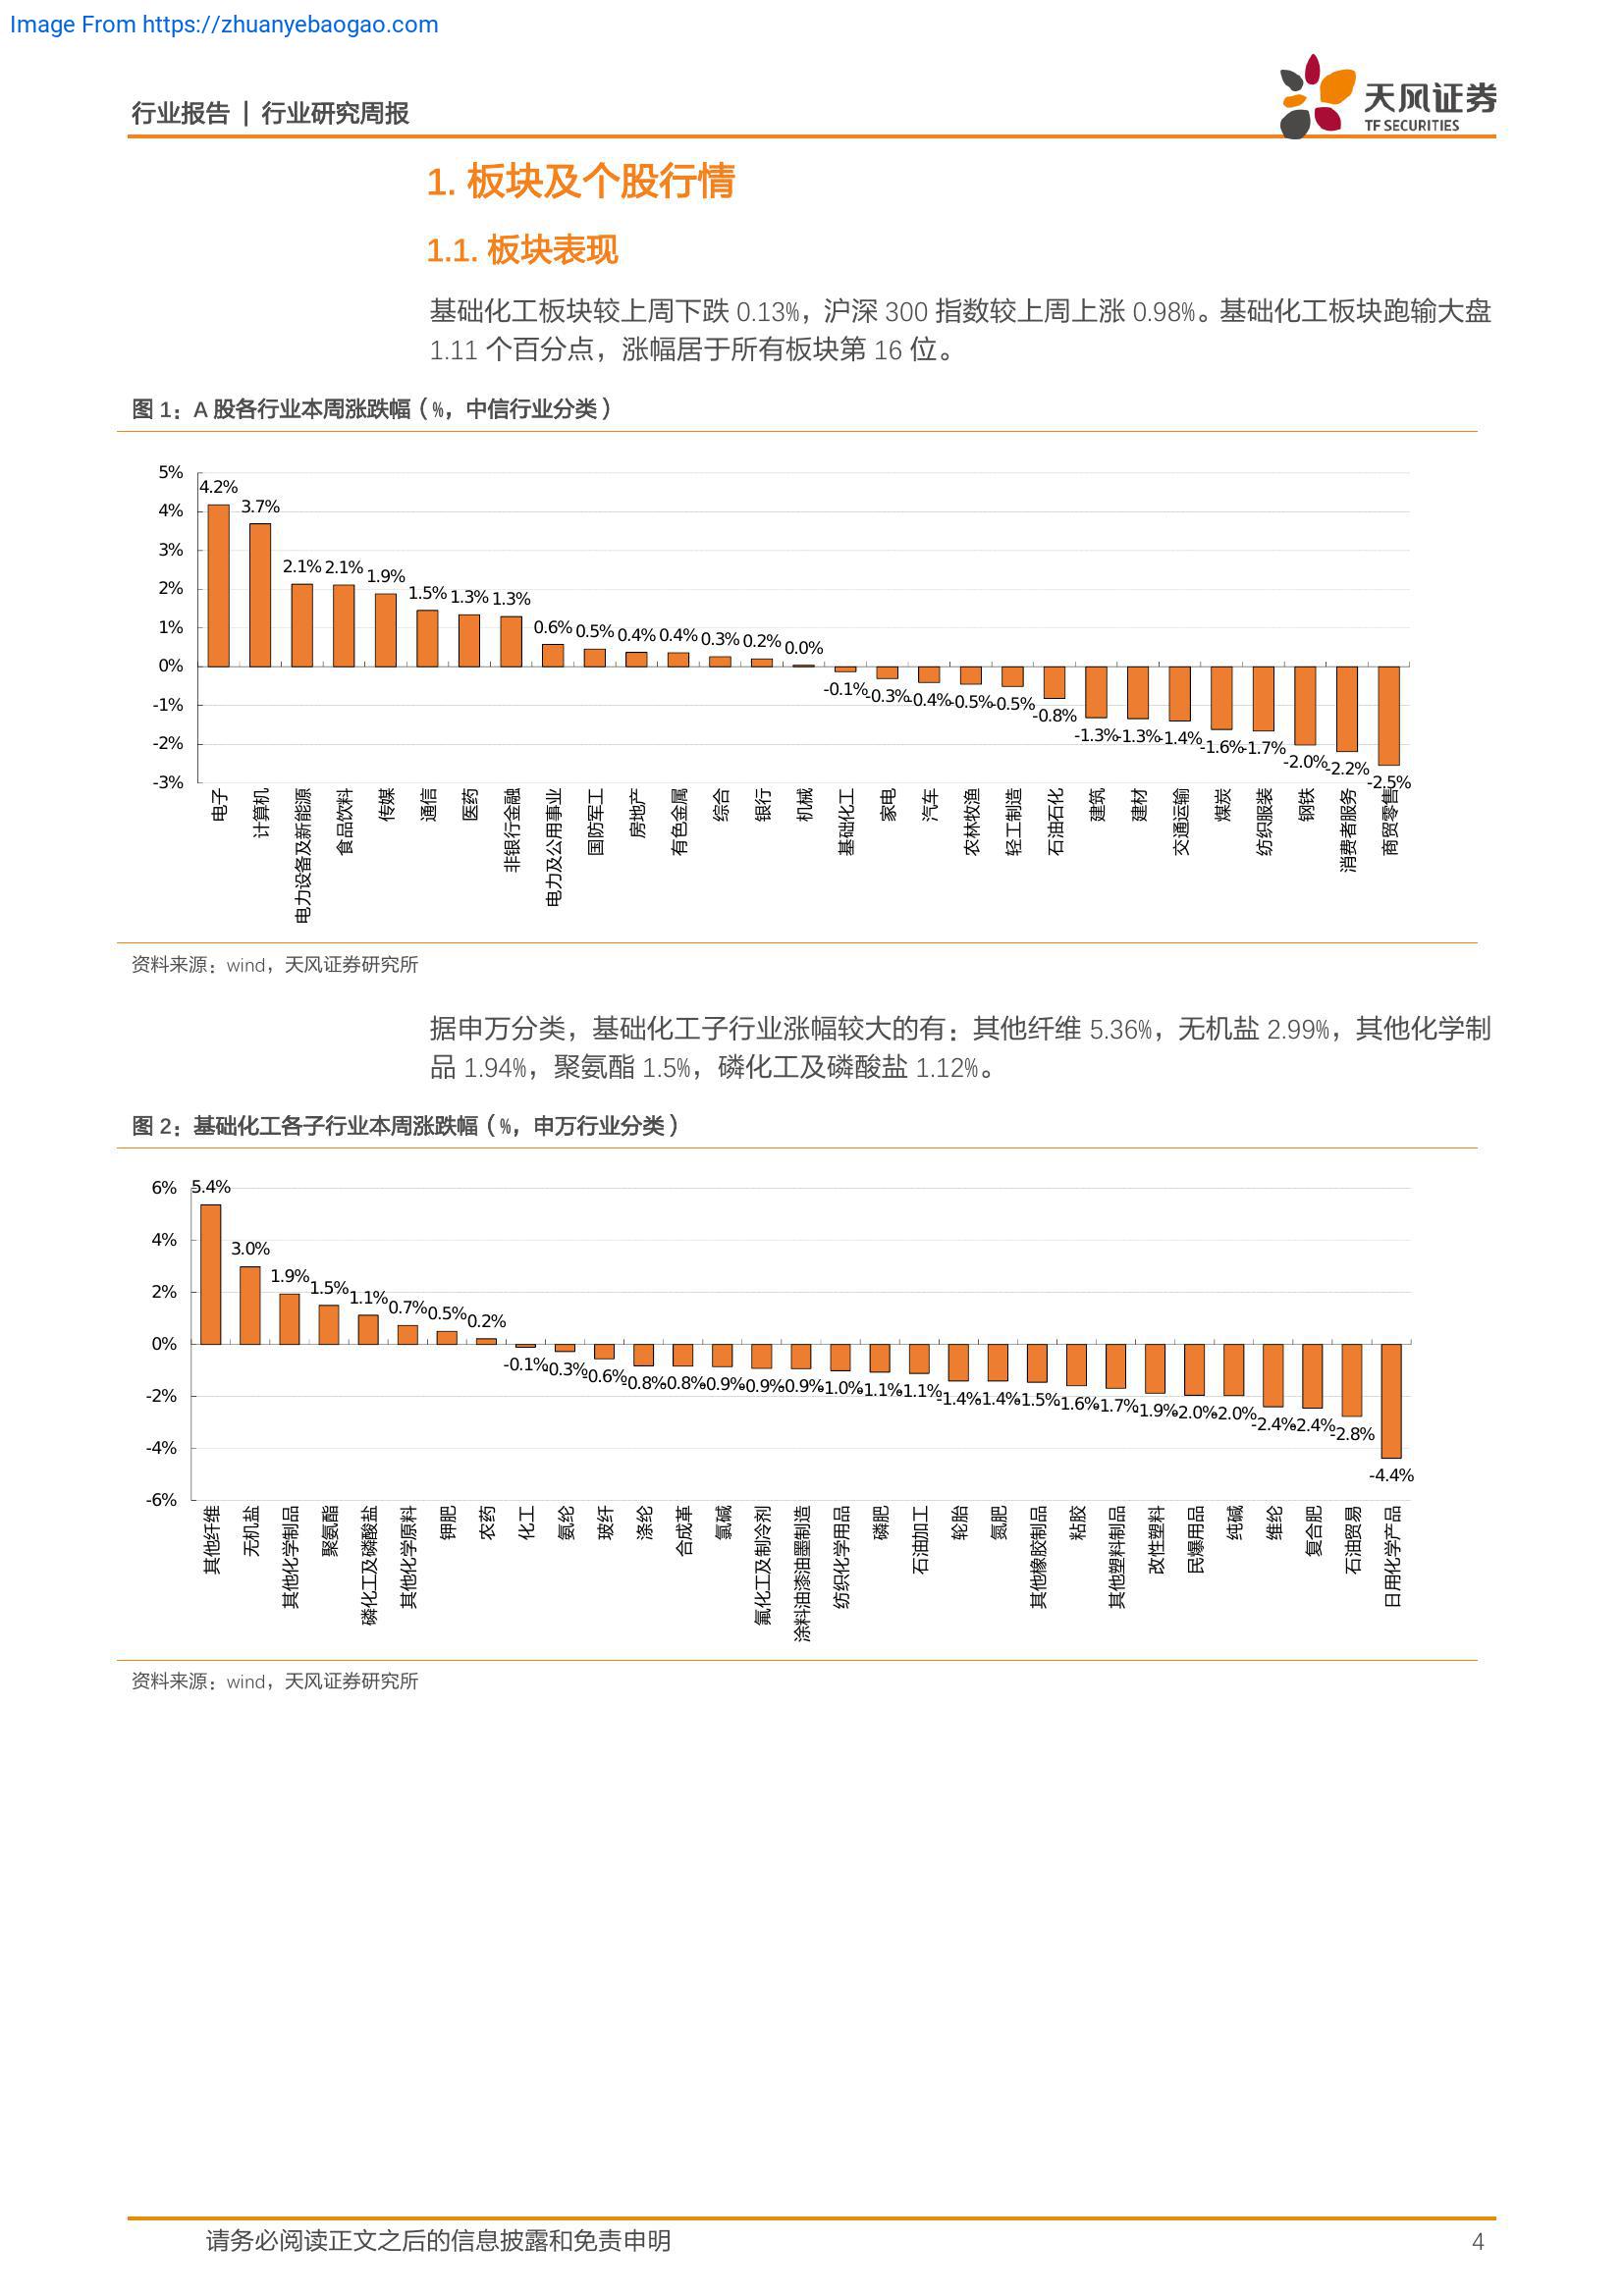 Image From https://zhuanyebaogao.com
行业报告 | 行业研究周报
天风证券
TF SECURITIES
1. 板块及个股行情
1.1. 板块表现
基础化工板块较上周下跌 0.13%，沪深 300 指数较上周上涨 0.98%。基础化工板块跑输大盘
1.11 个百分点，涨幅居于所有板块第 16 位。
图 1：A 股各行业本周涨跌幅（%，中信行业分类）
5%
4%
3%
2%
1%
0%
-1%
-2%
-3%
4.2% 3.7% 2.1% 2.1% 1.9% 1.5% 1.3% 1.3% 0.6% 0.5% 0.4% 0.4% 0.3% 0.2% 0.0% -0.1% -0.3% -0.4% -0.5% -0.5% -0.8% -1.3% -1.3% -1.4% -1.6% -1.7% -2.0% -2.2% -2.5%
电子 计算机 电力设备及新能源 食品饮料 传媒 通信 医药 非银行金融 电力及公用事业 国防军工 房地产 有色金属 综合 银行 机械 基础化工 家电 汽车 农林牧渔 轻工制造 石油石化 建筑 建材 交通运输 煤炭 纺织服装 钢铁 消费者服务 商贸零售
资料来源：wind，天风证券研究所
据申万分类，基础化工子行业涨幅较大的有：其他纤维 5.36%，无机盐 2.99%，其他化学制
品 1.94%，聚氨酯 1.5%，磷化工及磷酸盐 1.12%。
图 2：基础化工各子行业本周涨跌幅（%，申万行业分类）
6%
4%
2%
0%
-2%
-4%
-6%
5.4% 3.0% 1.9% 1.5% 1.1% 0.7% 0.5% 0.2% -0.1% -0.3% -0.6% -0.8% -0.8% -0.9% -0.9% -0.9% -1.0% -1.1% -1.1% -1.4% -1.4% -1.5% -1.6% -1.7% -1.9% -2.0% -2.0% -2.4% -2.4% -2.8% -4.4%
其他纤维 无机盐 其他化学制品 聚氨酯 磷化工及磷酸盐 其他化学原料 钾肥 农药 化工 氨纶 玻纤 涤纶 合成革 氯碱 氟化工及制冷剂 涂料油漆油墨制造 纺织化学用品 磷肥 石油加工 轮胎 氮肥 其他橡胶制品 粘胶 其他塑料制品 改性塑料 民爆用品 纯碱 维纶 复合肥 石油贸易 日用化学产品
资料来源：wind，天风证券研究所
请务必阅读正文之后的信息披露和免责申明
4